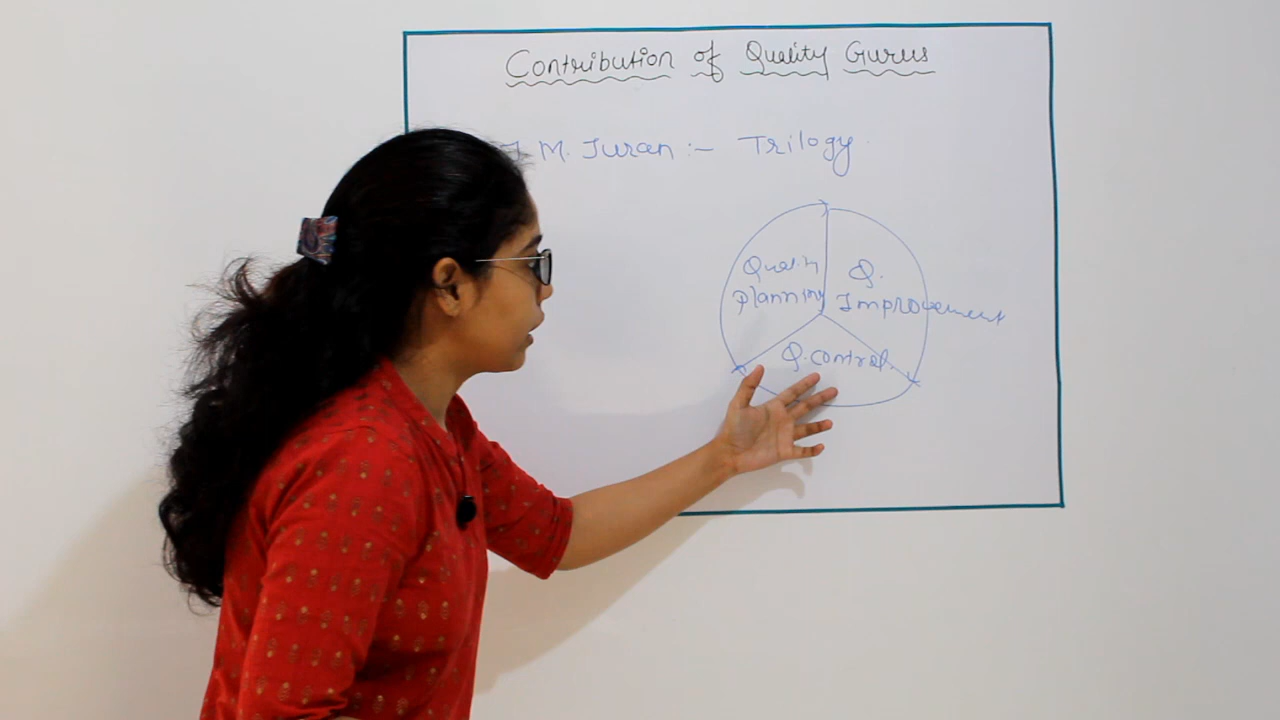 Contribution of Quality Gurus
J. M. Juran :- Trilogy
Quality
planning
Q.
Improvement
Q. control